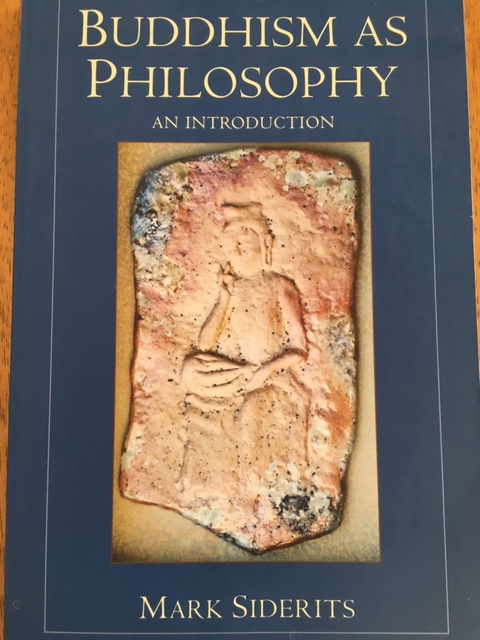 BUDDHISM AS
PHILOSOPHY
AN INTRODUCTION
MARK SIDERITS